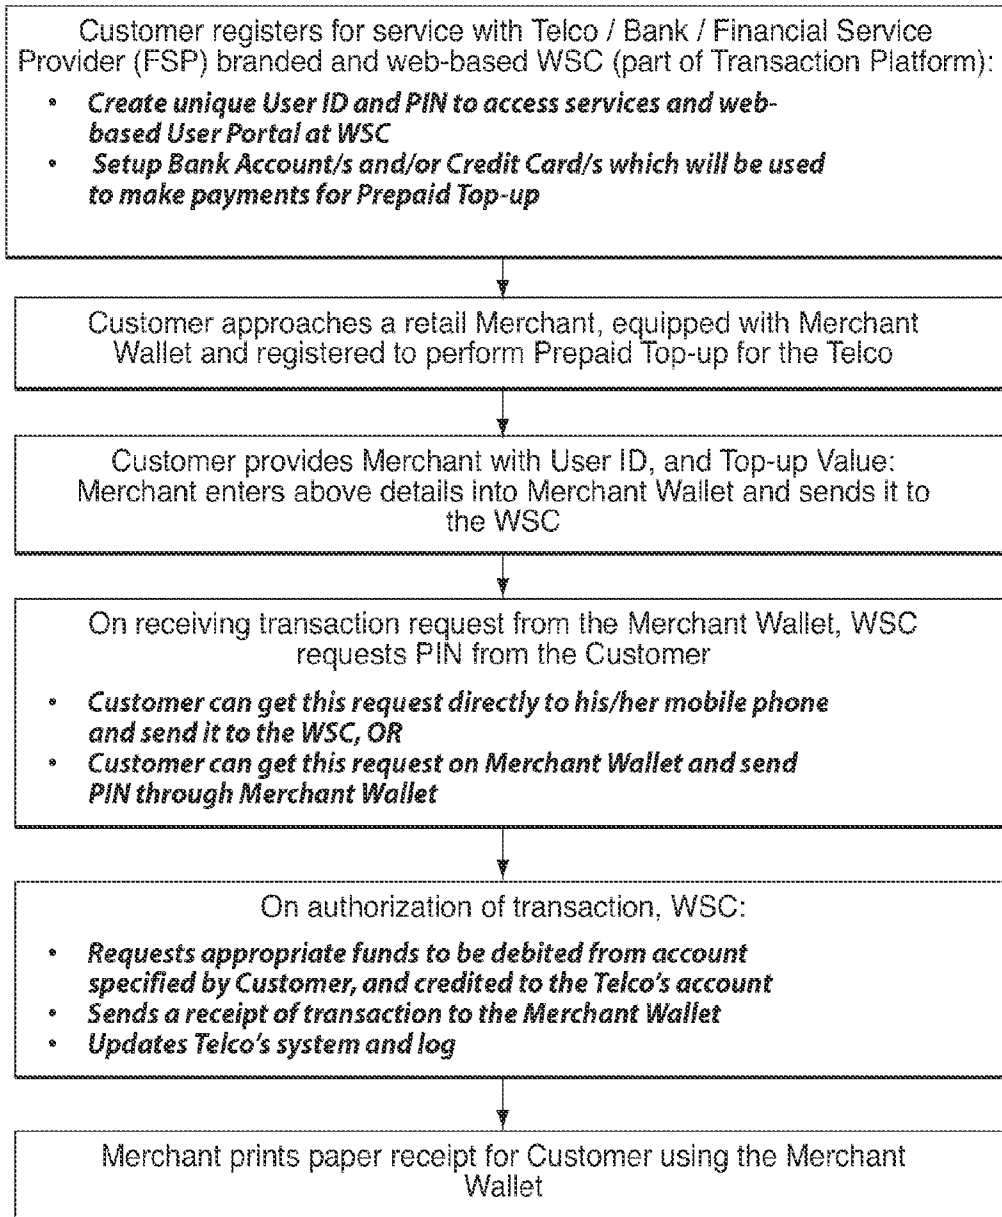 Customer registers for service with Telco / Bank / Financial Service
Provider (FSP) branded and web-based WSC (part of Transaction Platform):
• Create unique User ID and PIN to access services and web-
based User Portal at WSC
• Setup Bank Account/s and/or Credit Card/s which will be used
to make payments for Prepaid Top-up
Customer approaches a retail Merchant, equipped with Merchant
Wallet and registered to perform Prepaid Top-up for the Telco
Customer provides Merchant with User ID, and Top-up Value:
Merchant enters above details into Merchant Wallet and sends it to
the WSC
On receiving transaction request from the Merchant Wallet, WSC
requests PIN from the Customer
• Customer can get this request directly to his/her mobile phone
and send it to the WSC, OR
• Customer can get this request on Merchant Wallet and send
PIN through Merchant Wallet
On authorization of transaction, WSC:
• Requests appropriate funds to be debited from account
specified by Customer, and credited to the Telco's account
• Sends a receipt of transaction to the Merchant Wallet
• Updates Telco's system and log
Merchant prints paper receipt for Customer using the Merchant
Wallet